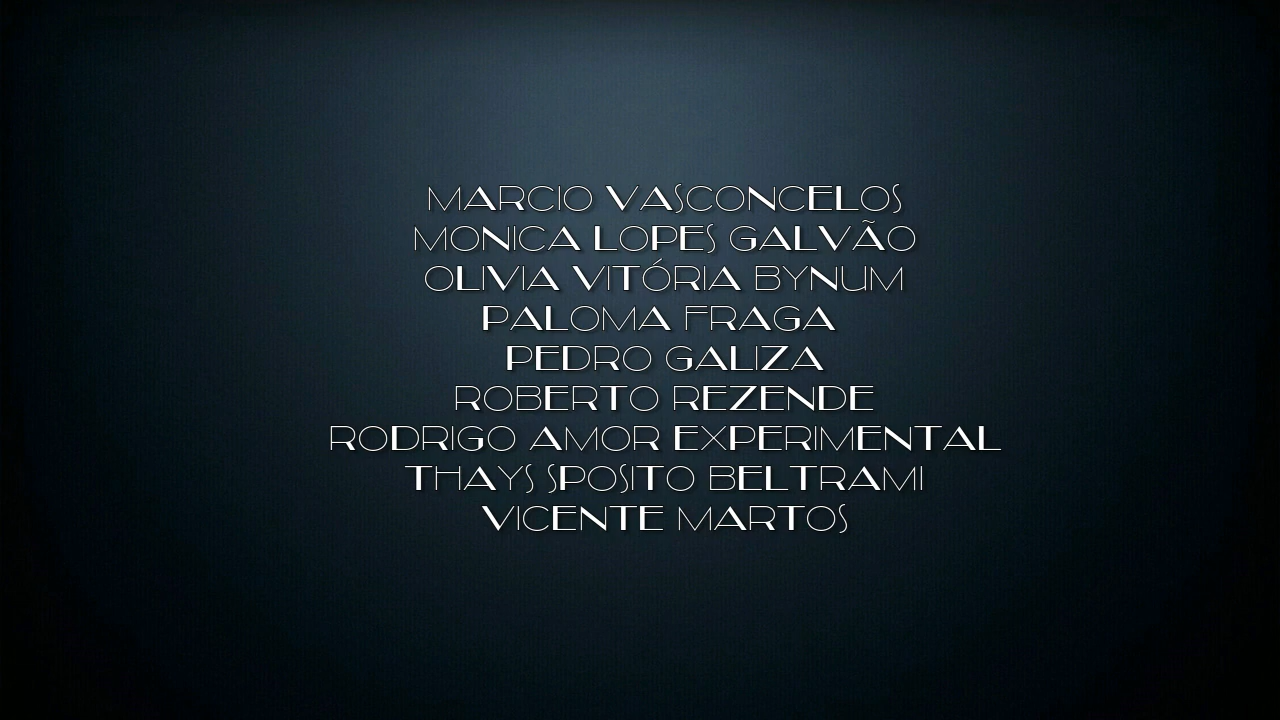 MARCIO VASCONCELOS
MONICA LOPES GALVÃO
OLIVIA VITÓRIA BYNUM
PALOMA FRAGA
PEDRO GALIZA
ROBERTO REZENDE
RODRIGO AMOR EXPERIMENTAL
THAYS SPOSITO BELTRAMI
VICENTE MARTOS